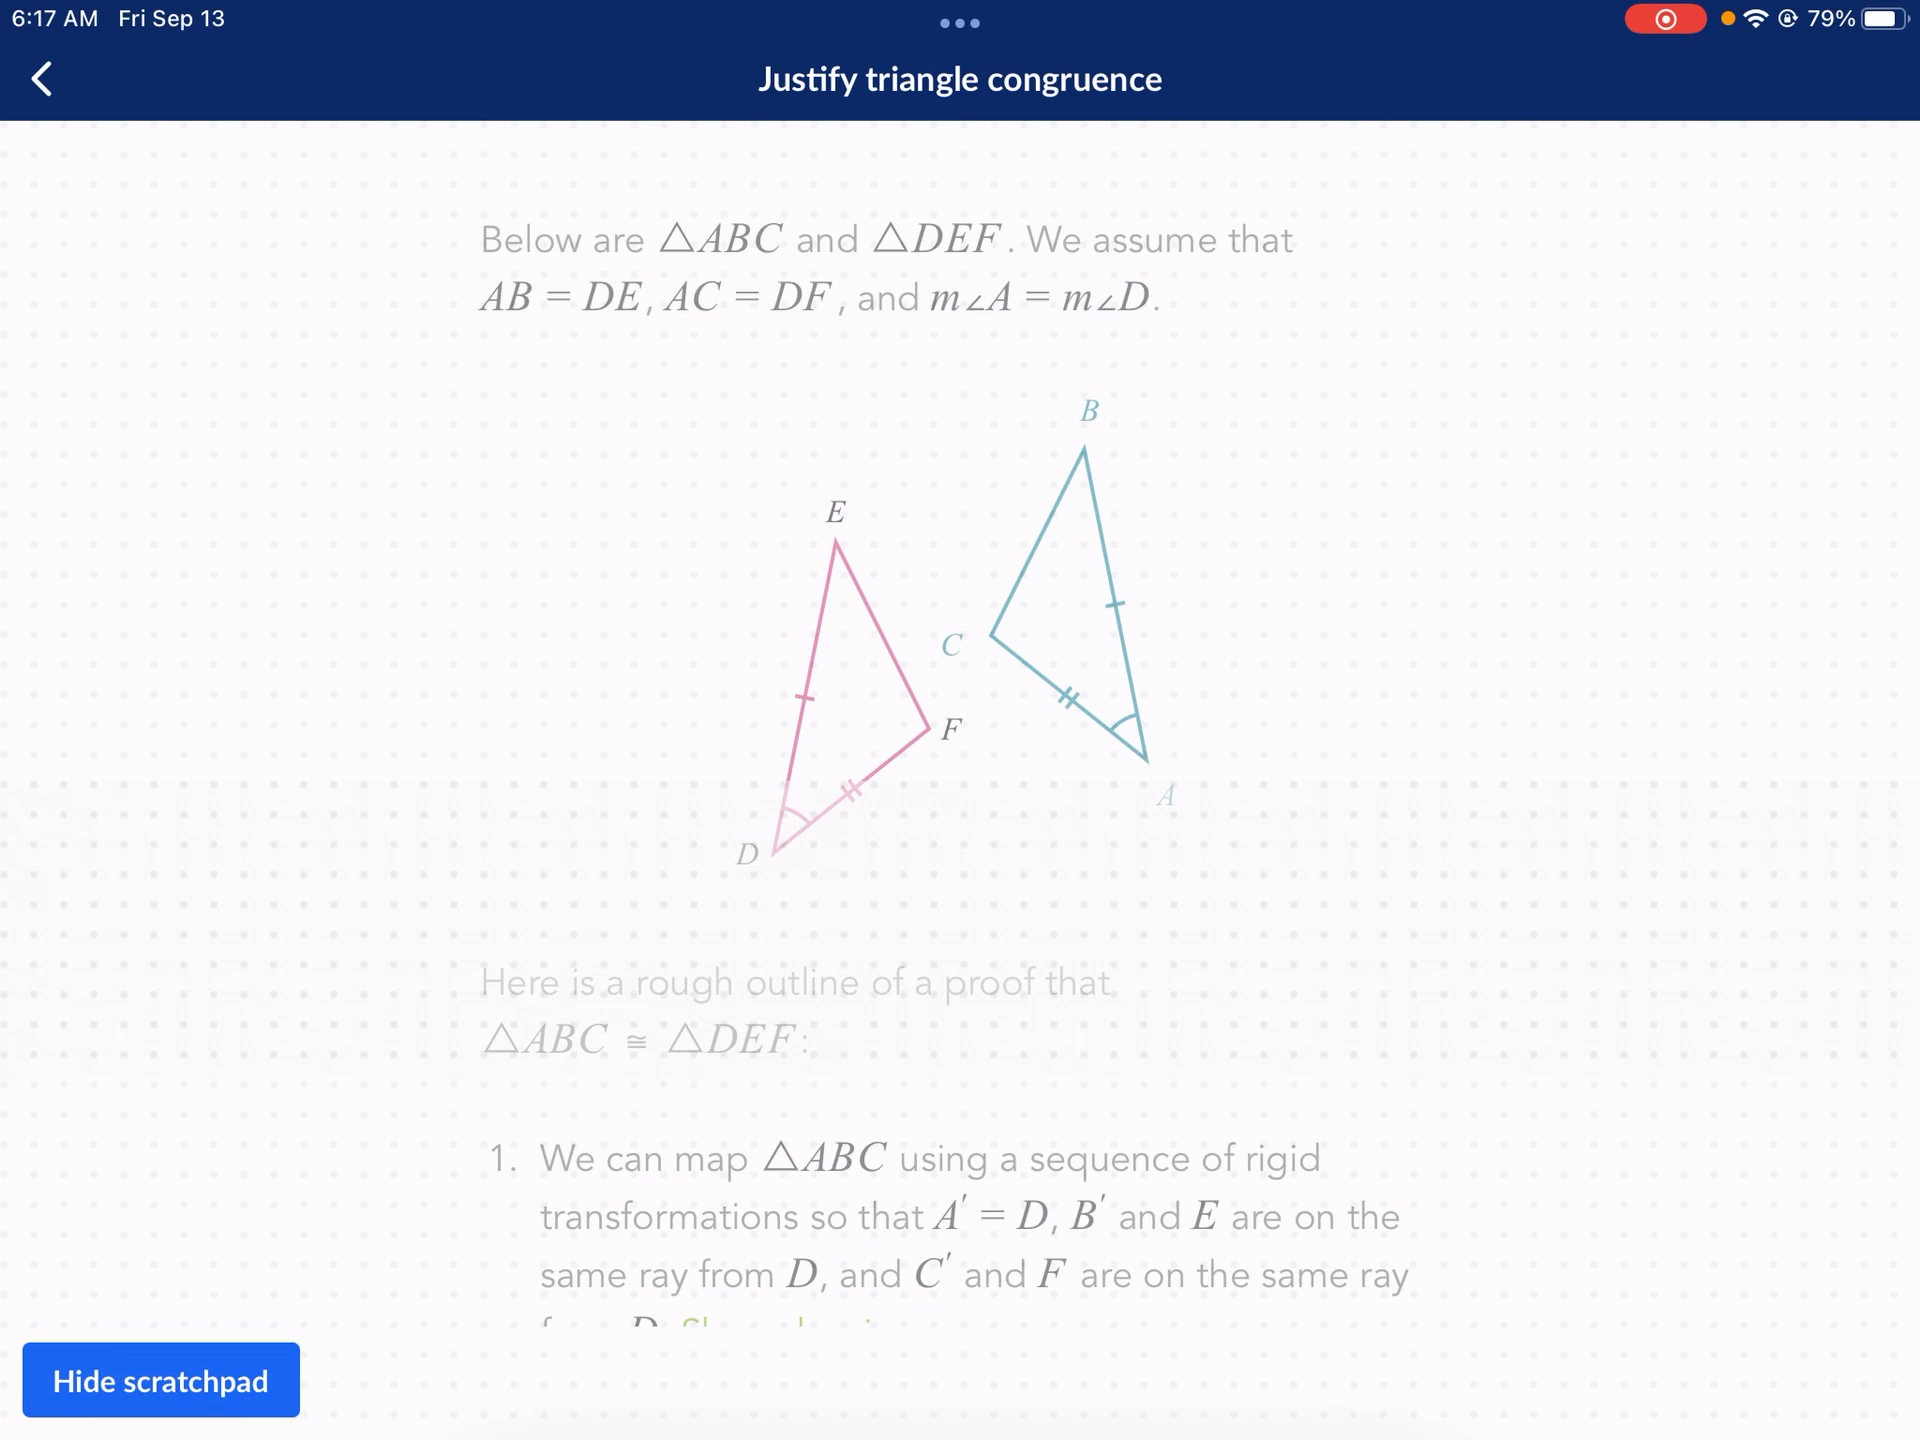 6:17 AM Fri Sep 13
79%
Justify triangle congruence
Below are △ABC and △DEF. We assume that
AB = DE, AC = DF, and m∠A = m∠D.
B
E
C
F
A
D
Here is a rough outline of a proof that
△ABC ≅ △DEF:
1. We can map △ABC using a sequence of rigid
transformations so that A′ = D, B′ and E are on the
same ray from D, and C′ and F are on the same ray
Hide scratchpad